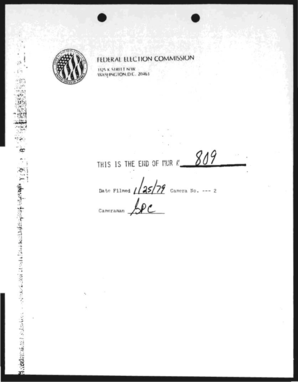 FEDERAL ELECTION COMMISSION
1325 K STREET N.W.
WASHINGTON, D.C. 20463
THIS IS THE END OF MUR # 809
Date Filmed 1/25/79 Camera No. --- 2
Cameraman SPC